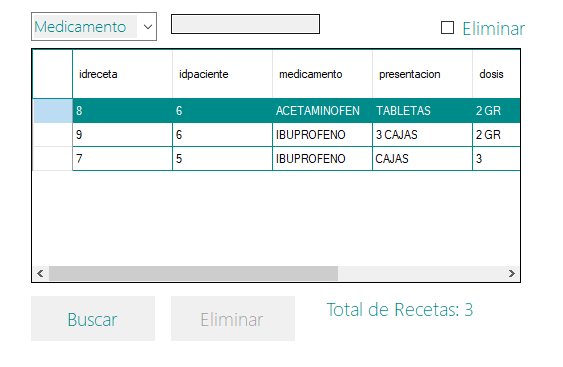 Medicamento Eliminar
idreceta idpaciente medicamento presentacion dosis
8 6 ACETAMINOFEN TABLETAS 2 GR
9 6 IBUPROFENO 3 CAJAS 2 GR
7 5 IBUPROFENO CAJAS 3
Buscar Eliminar Total de Recetas: 3